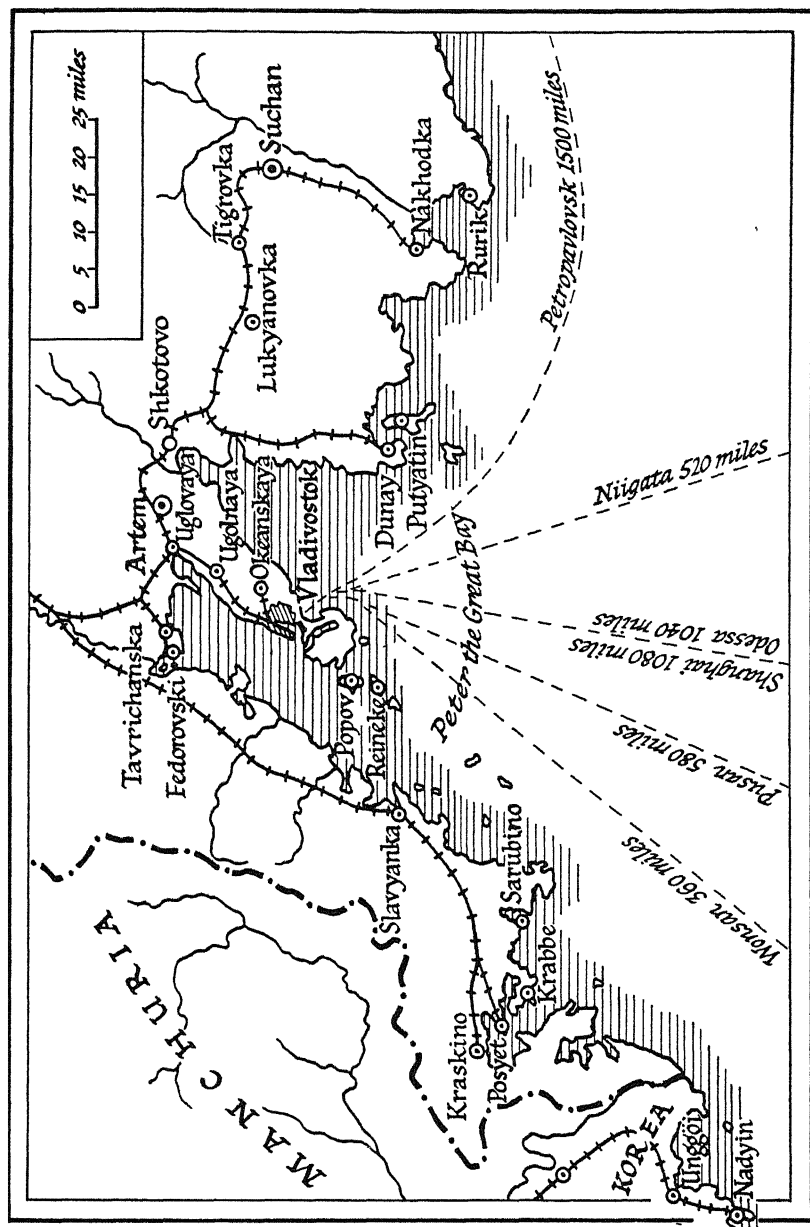 MANCHURIA
0 5 10 15 20 25 miles
Tavrichanska
Fedorovski
Artem
Uglovaya
Shkotovo
Ugolnaya
Okeanskaya
Tigrovka
Suchan
Lukyanovka
Vladivostok
Popov
Reineke
Slavyanka
Dunay
Putyatin
Nakhodka
Rurik
Kraskino
Posyet
Krabbe
Sarubino
Peter the Great Bay
Petropavlovsk 1500 miles
Niigata 520 miles
Odessa 1040 miles
Shanghai 1080 miles
Pusan 580 miles
Wonsan 360 miles
KOREA
Unggöi
Nadyin